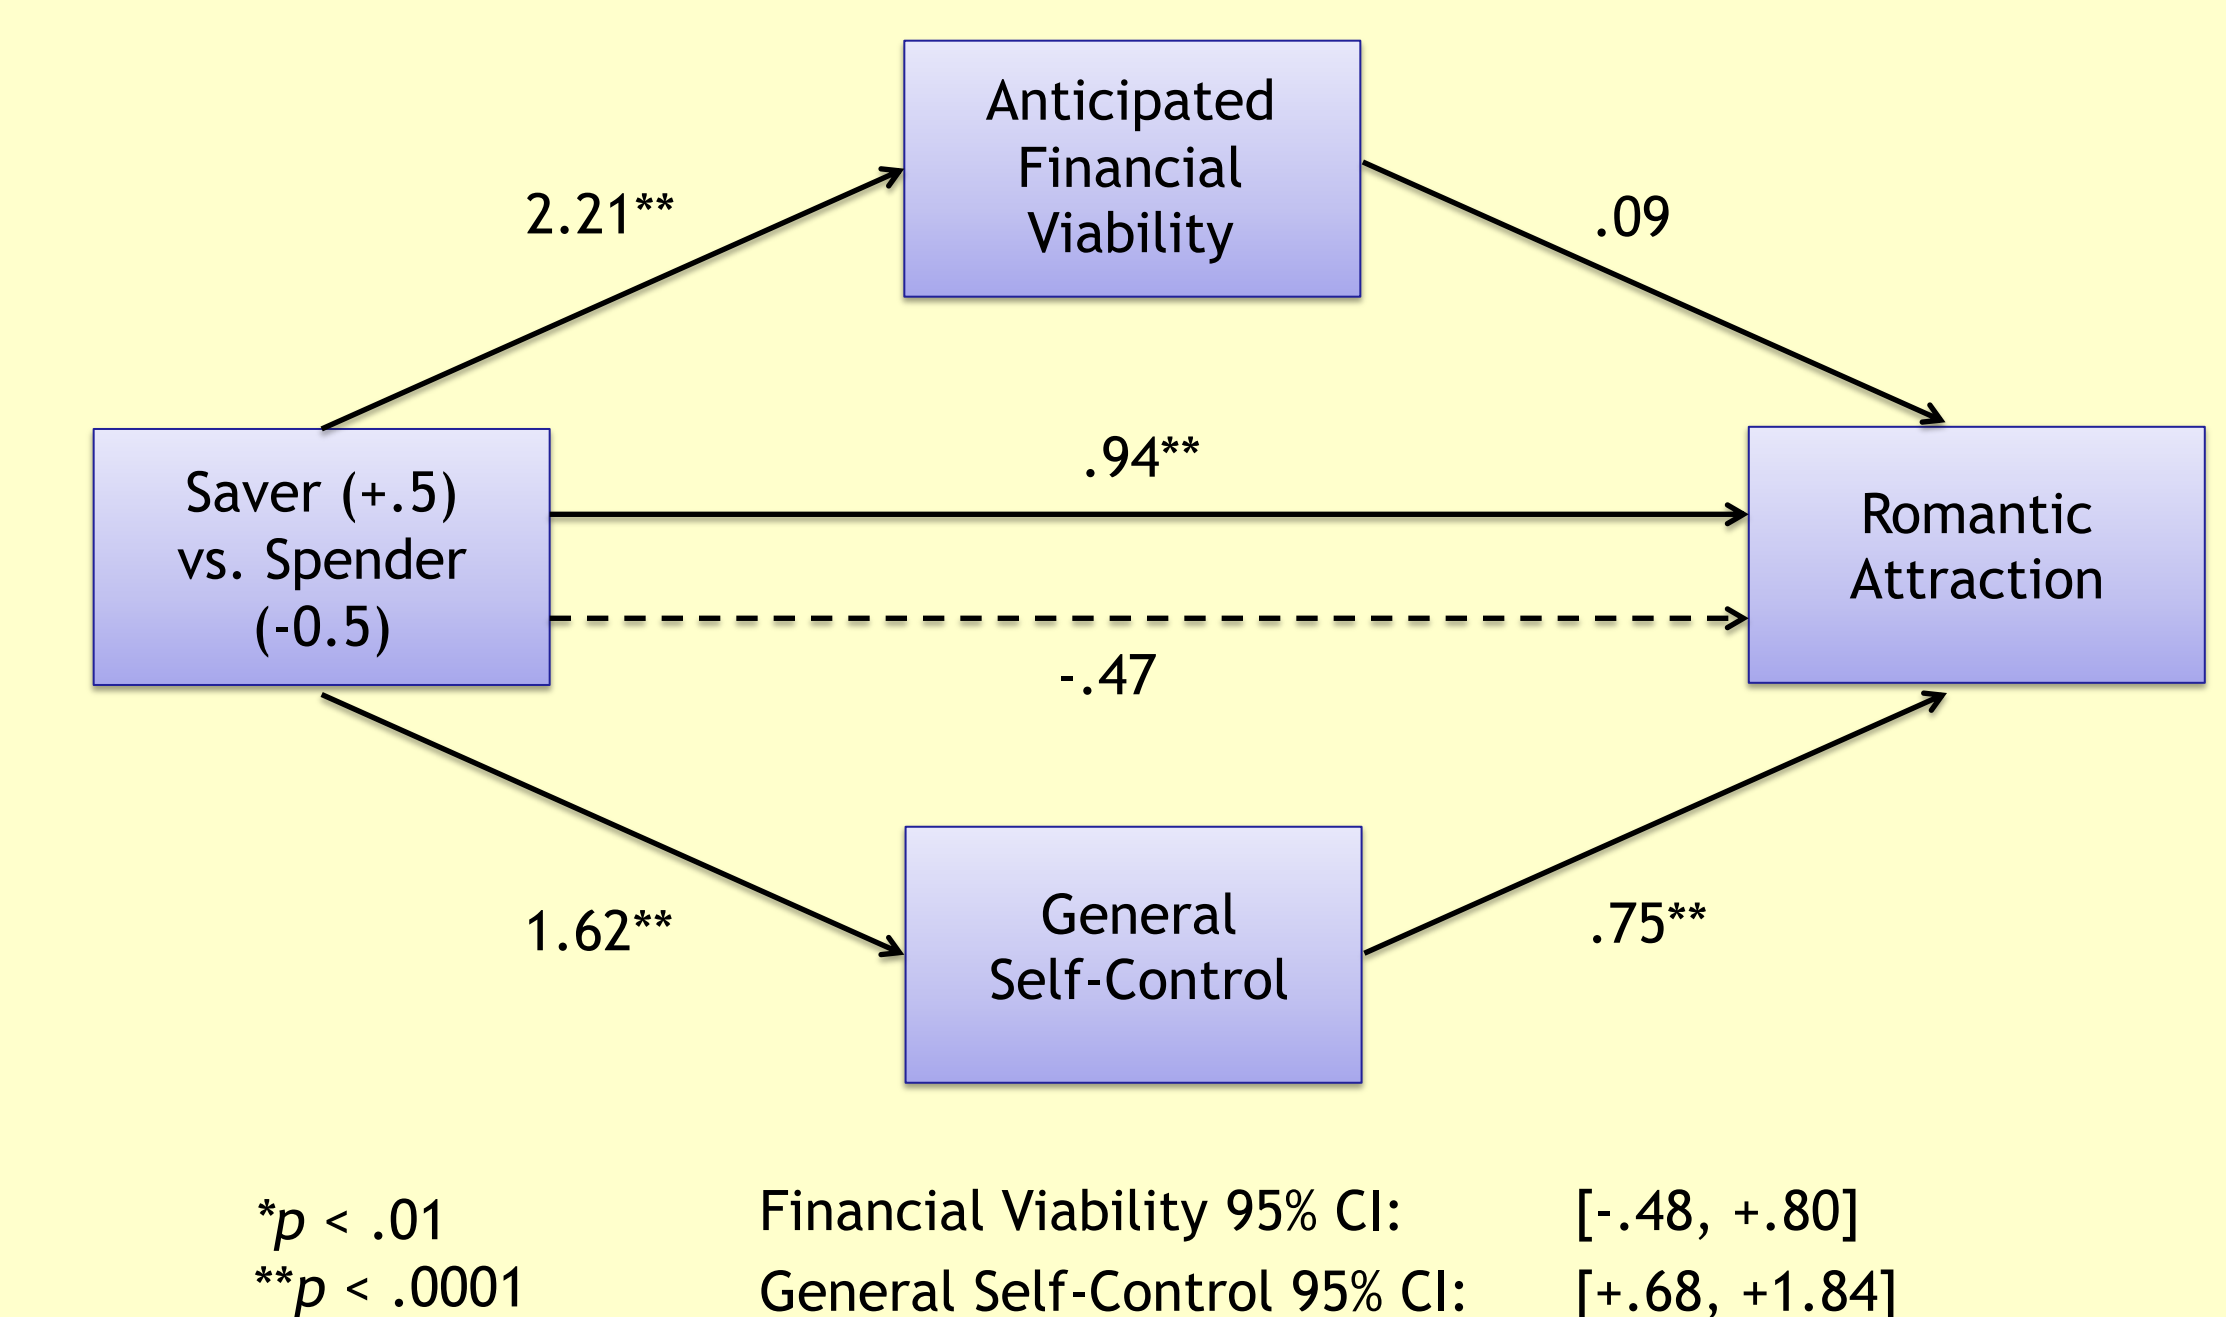 Anticipated
Financial
Viability
2.21**
.09
.94**
Saver (+.5)
vs. Spender
(-0.5)
Romantic
Attraction
-.47
General
Self-Control
1.62**
.75**
*p < .01
**p < .0001
Financial Viability 95% CI: [-.48, +.80]
General Self-Control 95% CI: [+.68, +1.84]